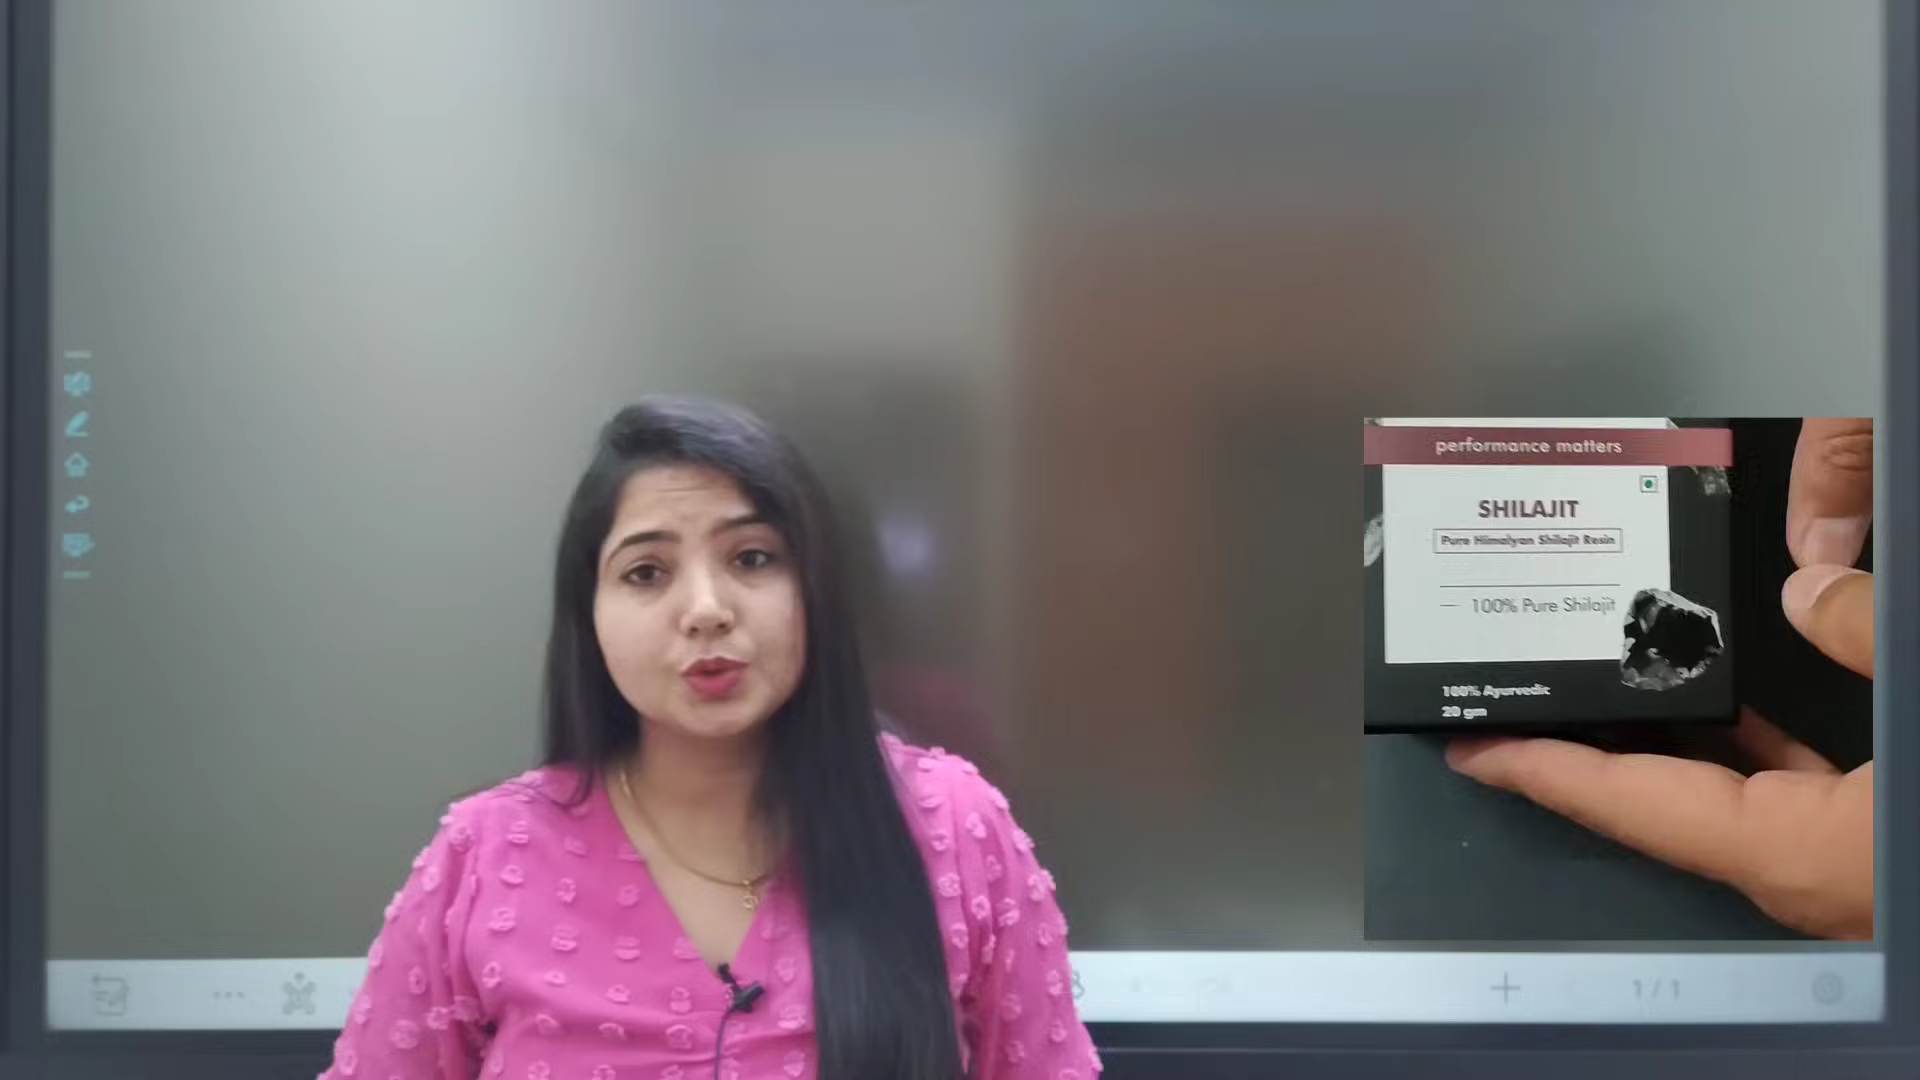 performance matters
SHILAJIT
Pure Himalyan Shilajit Resin
100% Pure Shilajit
100% Ayurvedic
20 gm
1/1